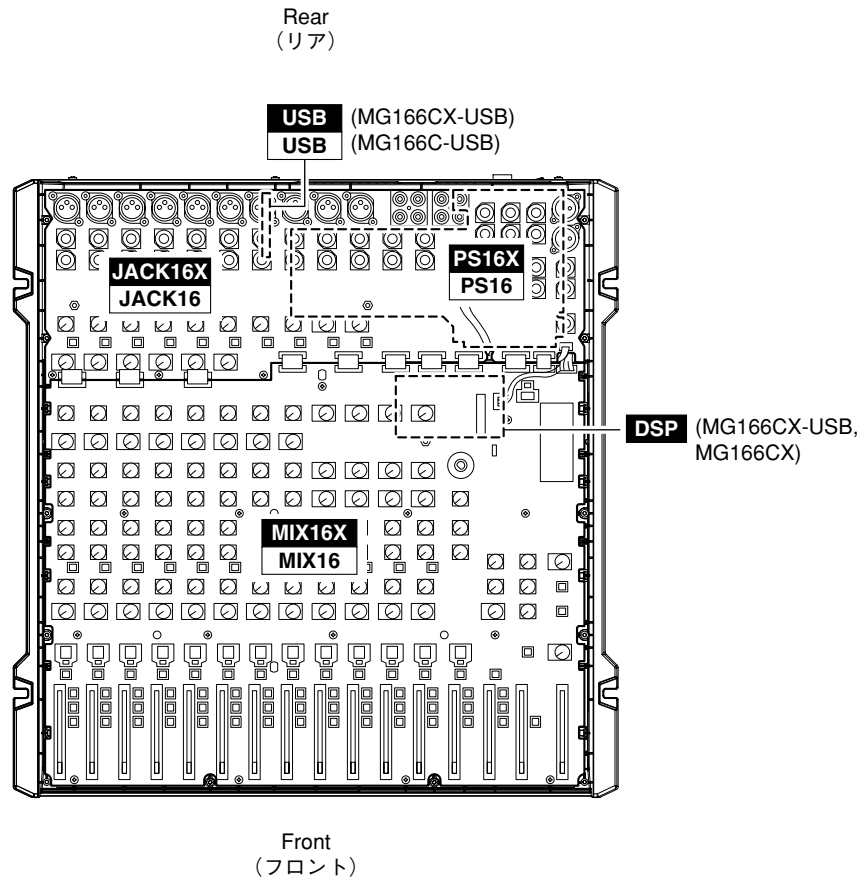 Rear
（リア）
USB (MG166CX-USB)
USB (MG166C-USB)
JACK16X
JACK16
PS16X
PS16
DSP (MG166CX-USB,
MG166CX)
MIX16X
MIX16
Front
（フロント）